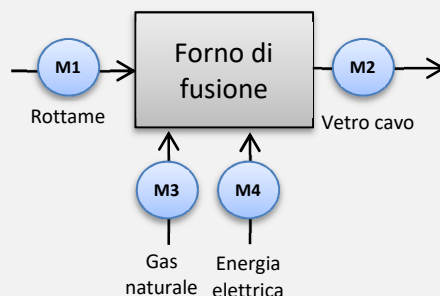 M1
Forno di
fusione
M2
Rottame
Vetro cavo
M3
M4
Gas
naturale
Energia
elettrica